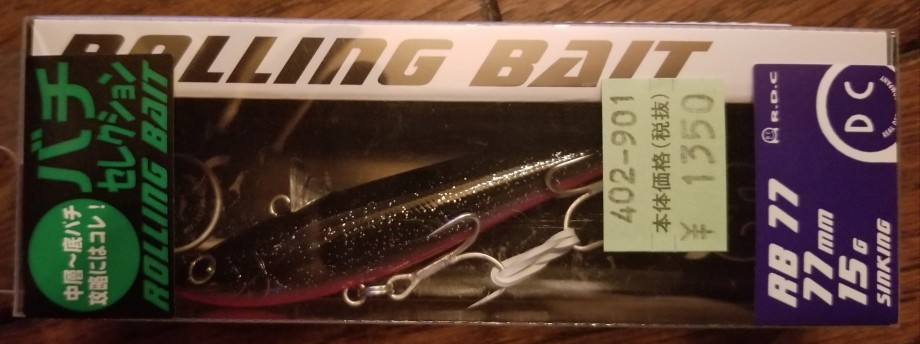 ROLLING BAIT
バチ
セレクション
ROLLING BAIT
中層～底バチ
攻略にはコレ！
402-901
本体価格(税抜)
¥ 1350
R.D.C
DC
RB 77
77mm
15g
SINKING